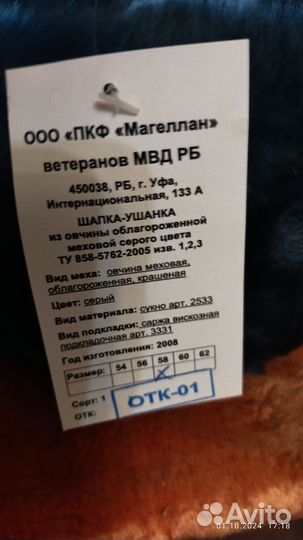 ООО «ПКФ «Магеллан»
ветеранов МВД РБ
450038, РБ, г. Уфа,
Интернациональная, 133 А
ШАПКА-УШАНКА
из овчины облагороженной
меховой серого цвета
ТУ 858-5762-2005 изв. 1,2,3
Вид меха: овчина меховая,
облагороженная, крашеная
Цвет: серый
Вид материала: сукно арт. 2533
Вид подкладки: саржа вискозная
подкладочная арт. 3331
Год изготовления: 2008
Размер: 54 56 58 60 62
Сорт: 1
ОТК: ОТК-01
Avito
01.10.2024 17:18